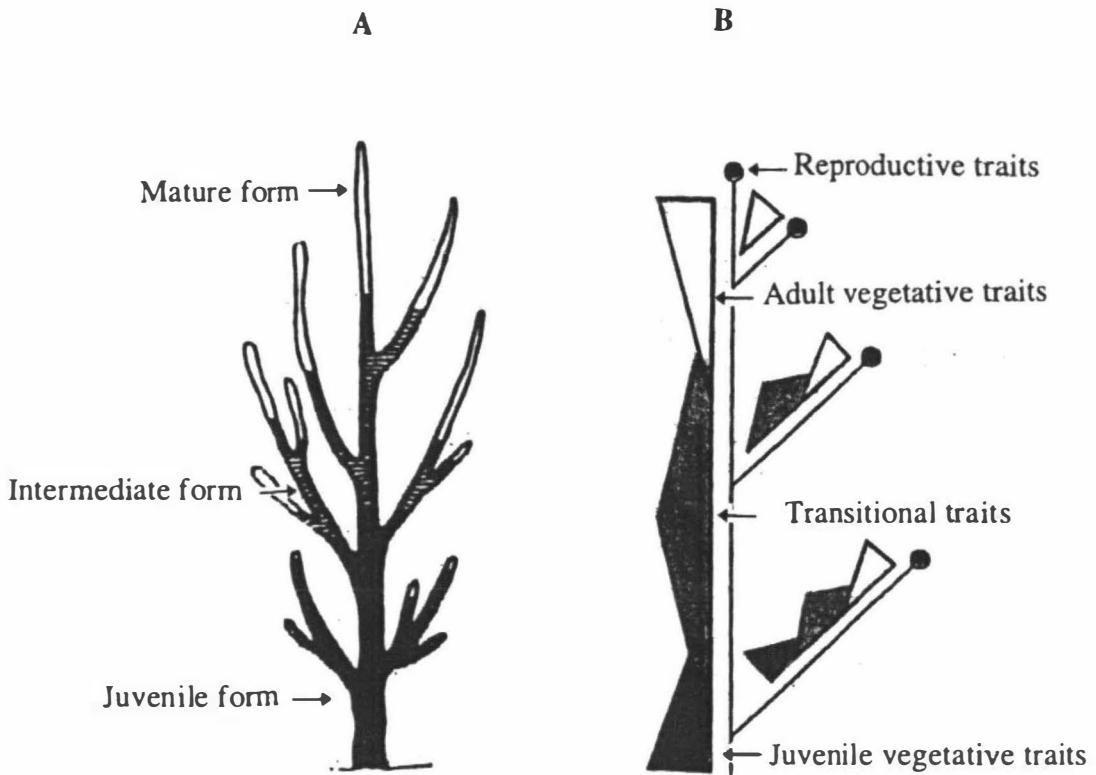 A
B
Mature form
Intermediate form
Juvenile form
Reproductive traits
Adult vegetative traits
Transitional traits
Juvenile vegetative traits